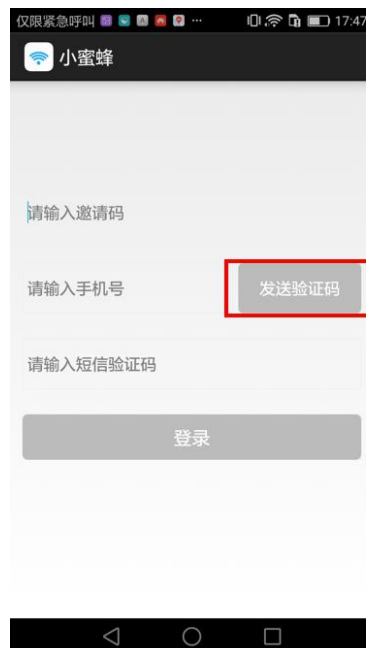 仅限紧急呼叫 ··· 17:47
小蜜蜂
请输入邀请码
请输入手机号 发送验证码
请输入短信验证码
登录